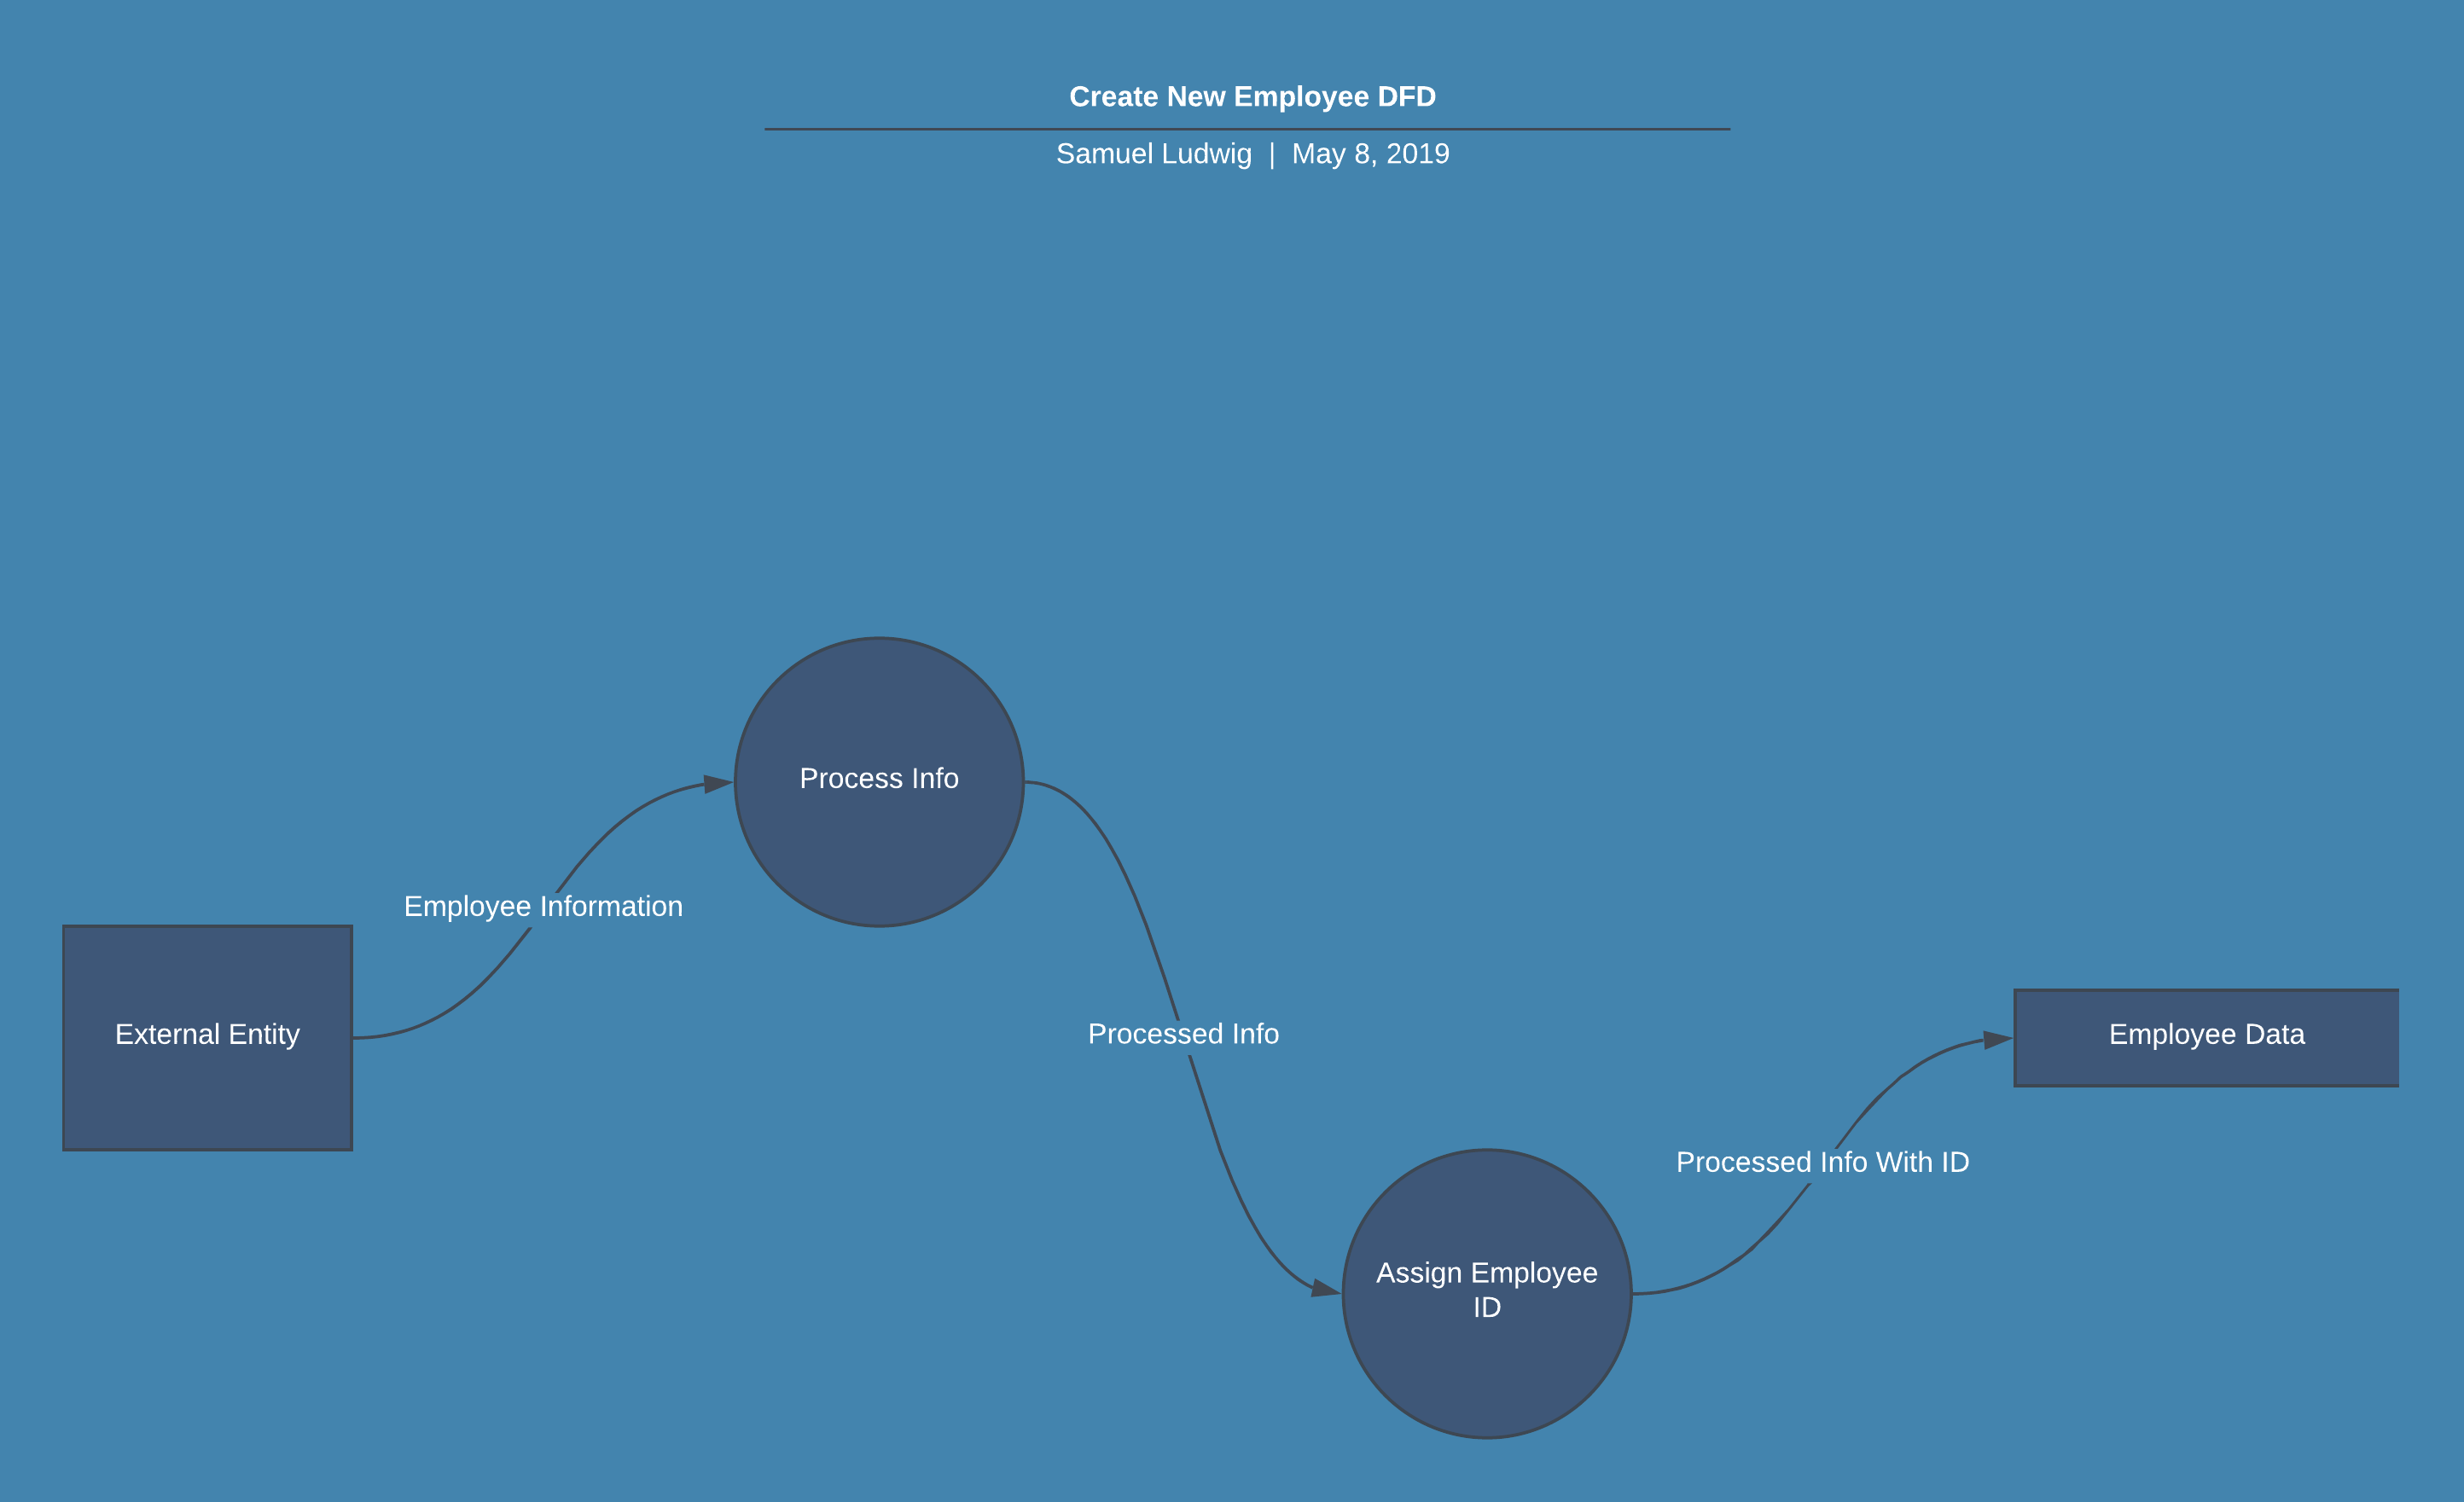 Create New Employee DFD
Samuel Ludwig | May 8, 2019
Process Info
Employee Information
External Entity
Processed Info
Employee Data
Processed Info With ID
Assign Employee
ID